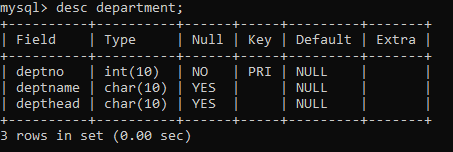 mysql> desc department;
+----------+----------+------+-----+---------+-------+
| Field    | Type     | Null | Key | Default | Extra |
+----------+----------+------+-----+---------+-------+
| deptno   | int(10)  | NO   | PRI | NULL    |       |
| deptname | char(10) | YES  |     | NULL    |       |
| depthead | char(10) | YES  |     | NULL    |       |
+----------+----------+------+-----+---------+-------+
3 rows in set (0.00 sec)